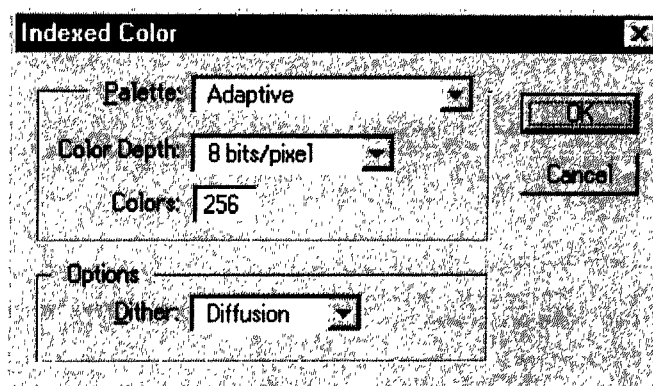 Indexed Color
Palette: Adaptive
OK
Color Depth: 8 bits/pixel
Cancel
Colors: 256
Options
Dither: Diffusion